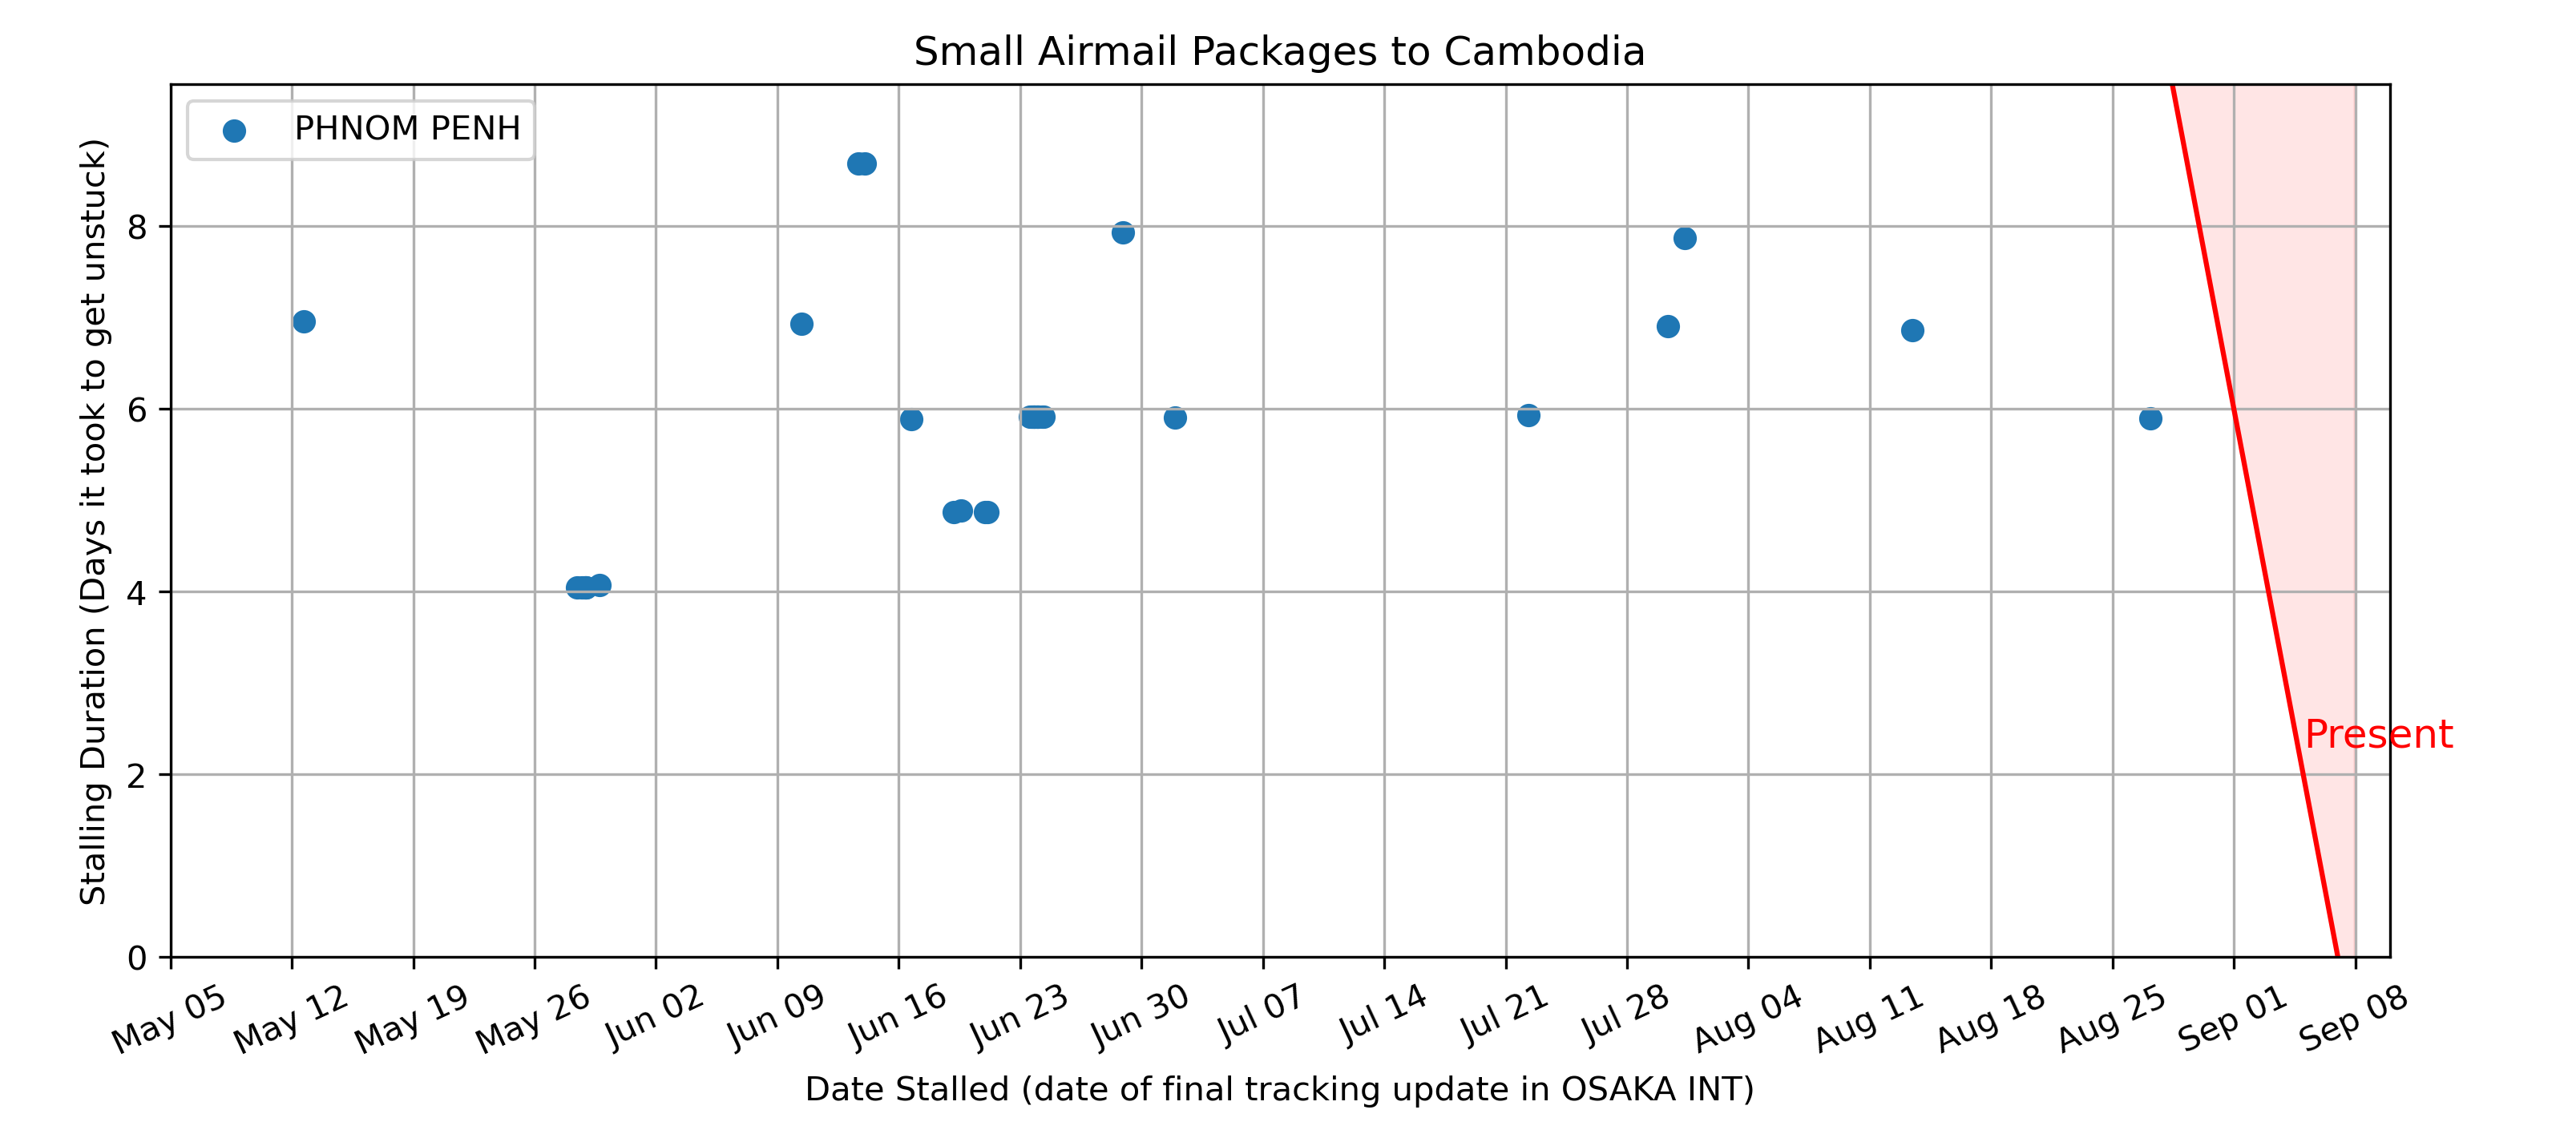 Small Airmail Packages to Cambodia
PHNOM PENH
Stalling Duration (Days it took to get unstuck)
8
6
4
2
0
Present
May 05
May 12
May 19
May 26
Jun 02
Jun 09
Jun 16
Jun 23
Jun 30
Jul 07
Jul 14
Jul 21
Jul 28
Aug 04
Aug 11
Aug 18
Aug 25
Sep 01
Sep 08
Date Stalled (date of final tracking update in OSAKA INT)